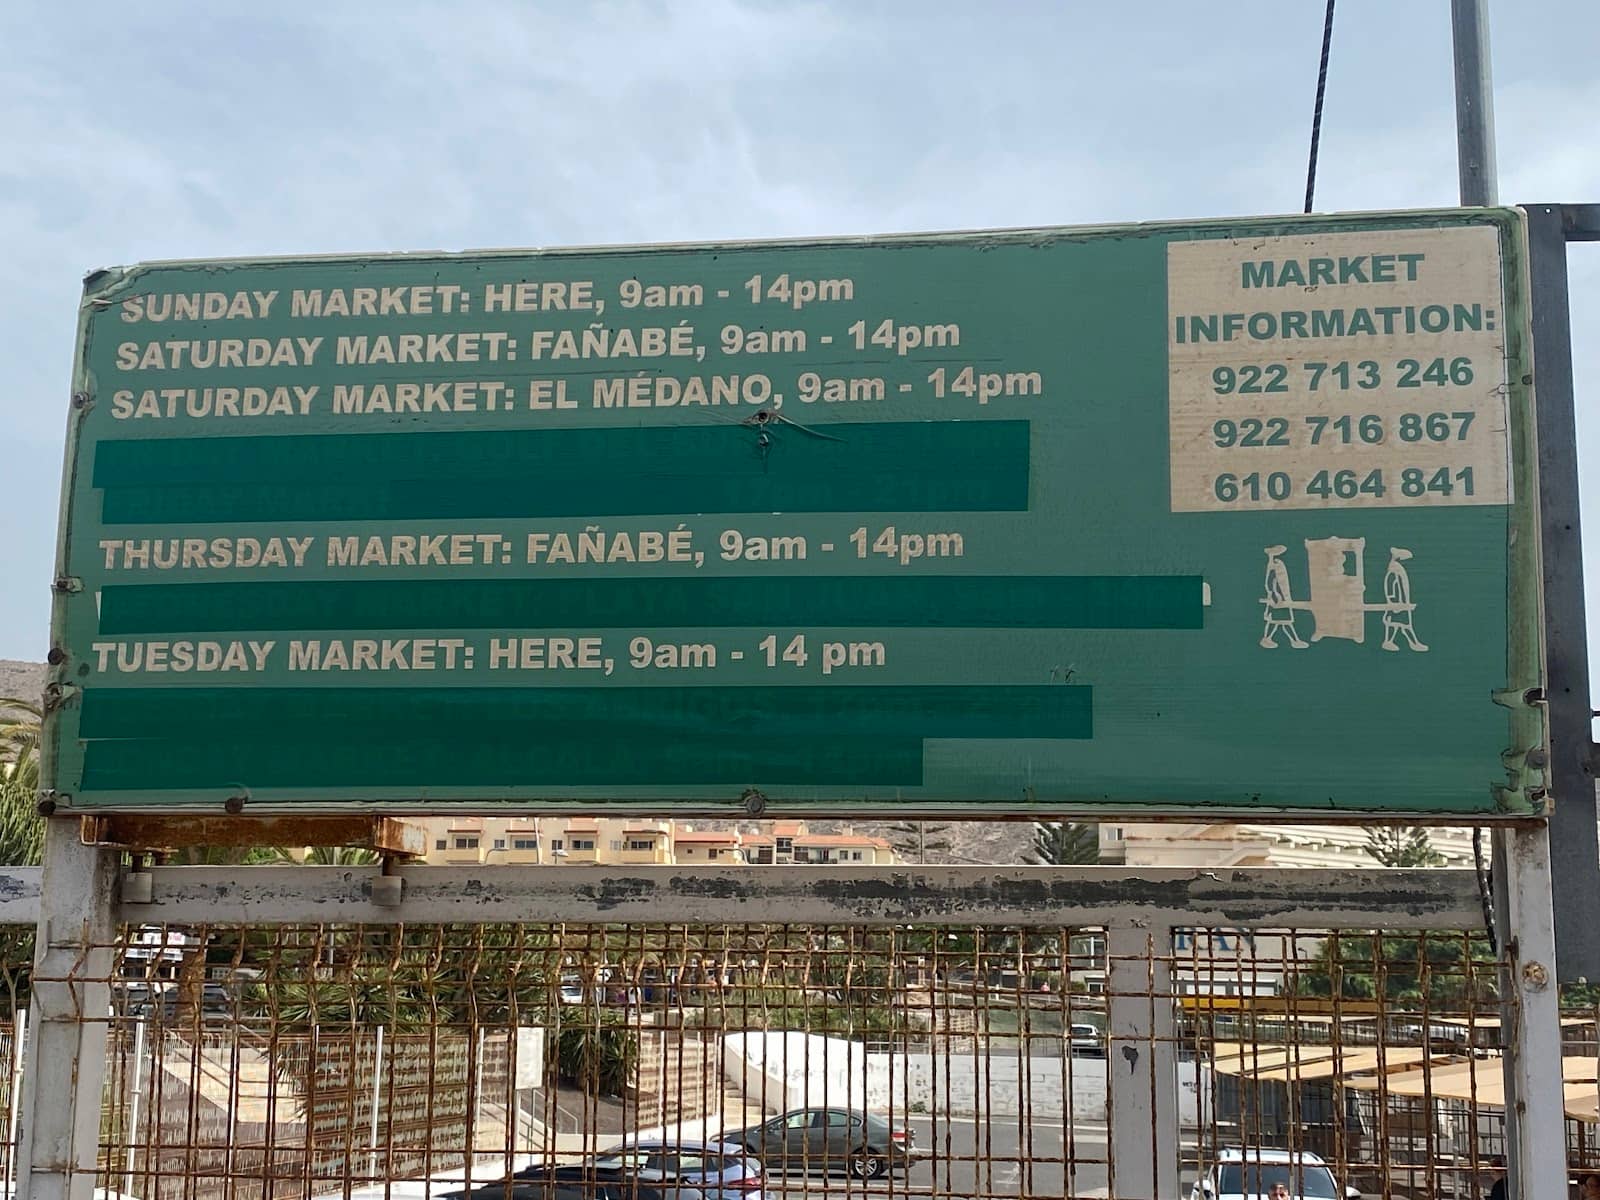 SUNDAY MARKET: HERE, 9am - 14pm
SATURDAY MARKET: FAÑABÉ, 9am - 14pm
SATURDAY MARKET: EL MÉDANO, 9am - 14pm
THURSDAY MARKET: FAÑABÉ, 9am - 14pm
TUESDAY MARKET: HERE, 9am - 14 pm
MARKET
INFORMATION:
922 713 246
922 716 867
610 464 841